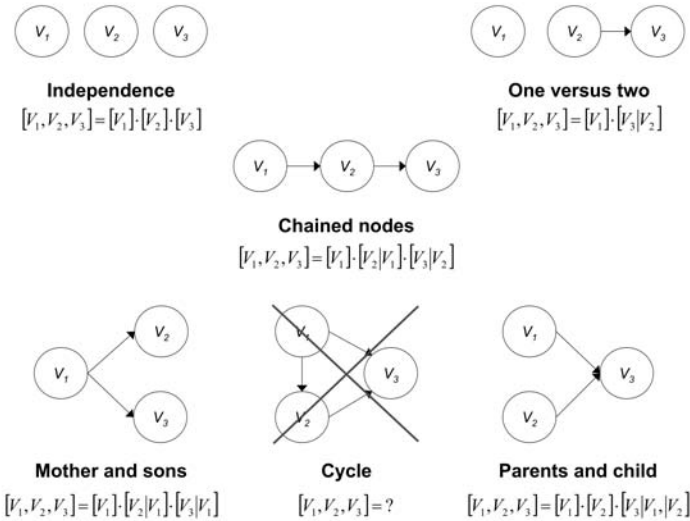 V₁ V₂ V₃
Independence
[V₁,V₂,V₃]=[V₁]·[V₂]·[V₃]
V₁ V₂ V₃
One versus two
[V₁,V₂,V₃]=[V₁]·[V₃|V₂]
V₁ V₂ V₃
Chained nodes
[V₁,V₂,V₃]=[V₁]·[V₂|V₁]·[V₃|V₂]
V₂
V₁
V₃
Mother and sons
[V₁,V₂,V₃]=[V₁]·[V₂|V₁]·[V₃|V₁]
V₁
V₃
V₂
Cycle
[V₁,V₂,V₃]=?
V₁
V₃
V₂
Parents and child
[V₁,V₂,V₃]=[V₁]·[V₂]·[V₃|V₁,|V₂]